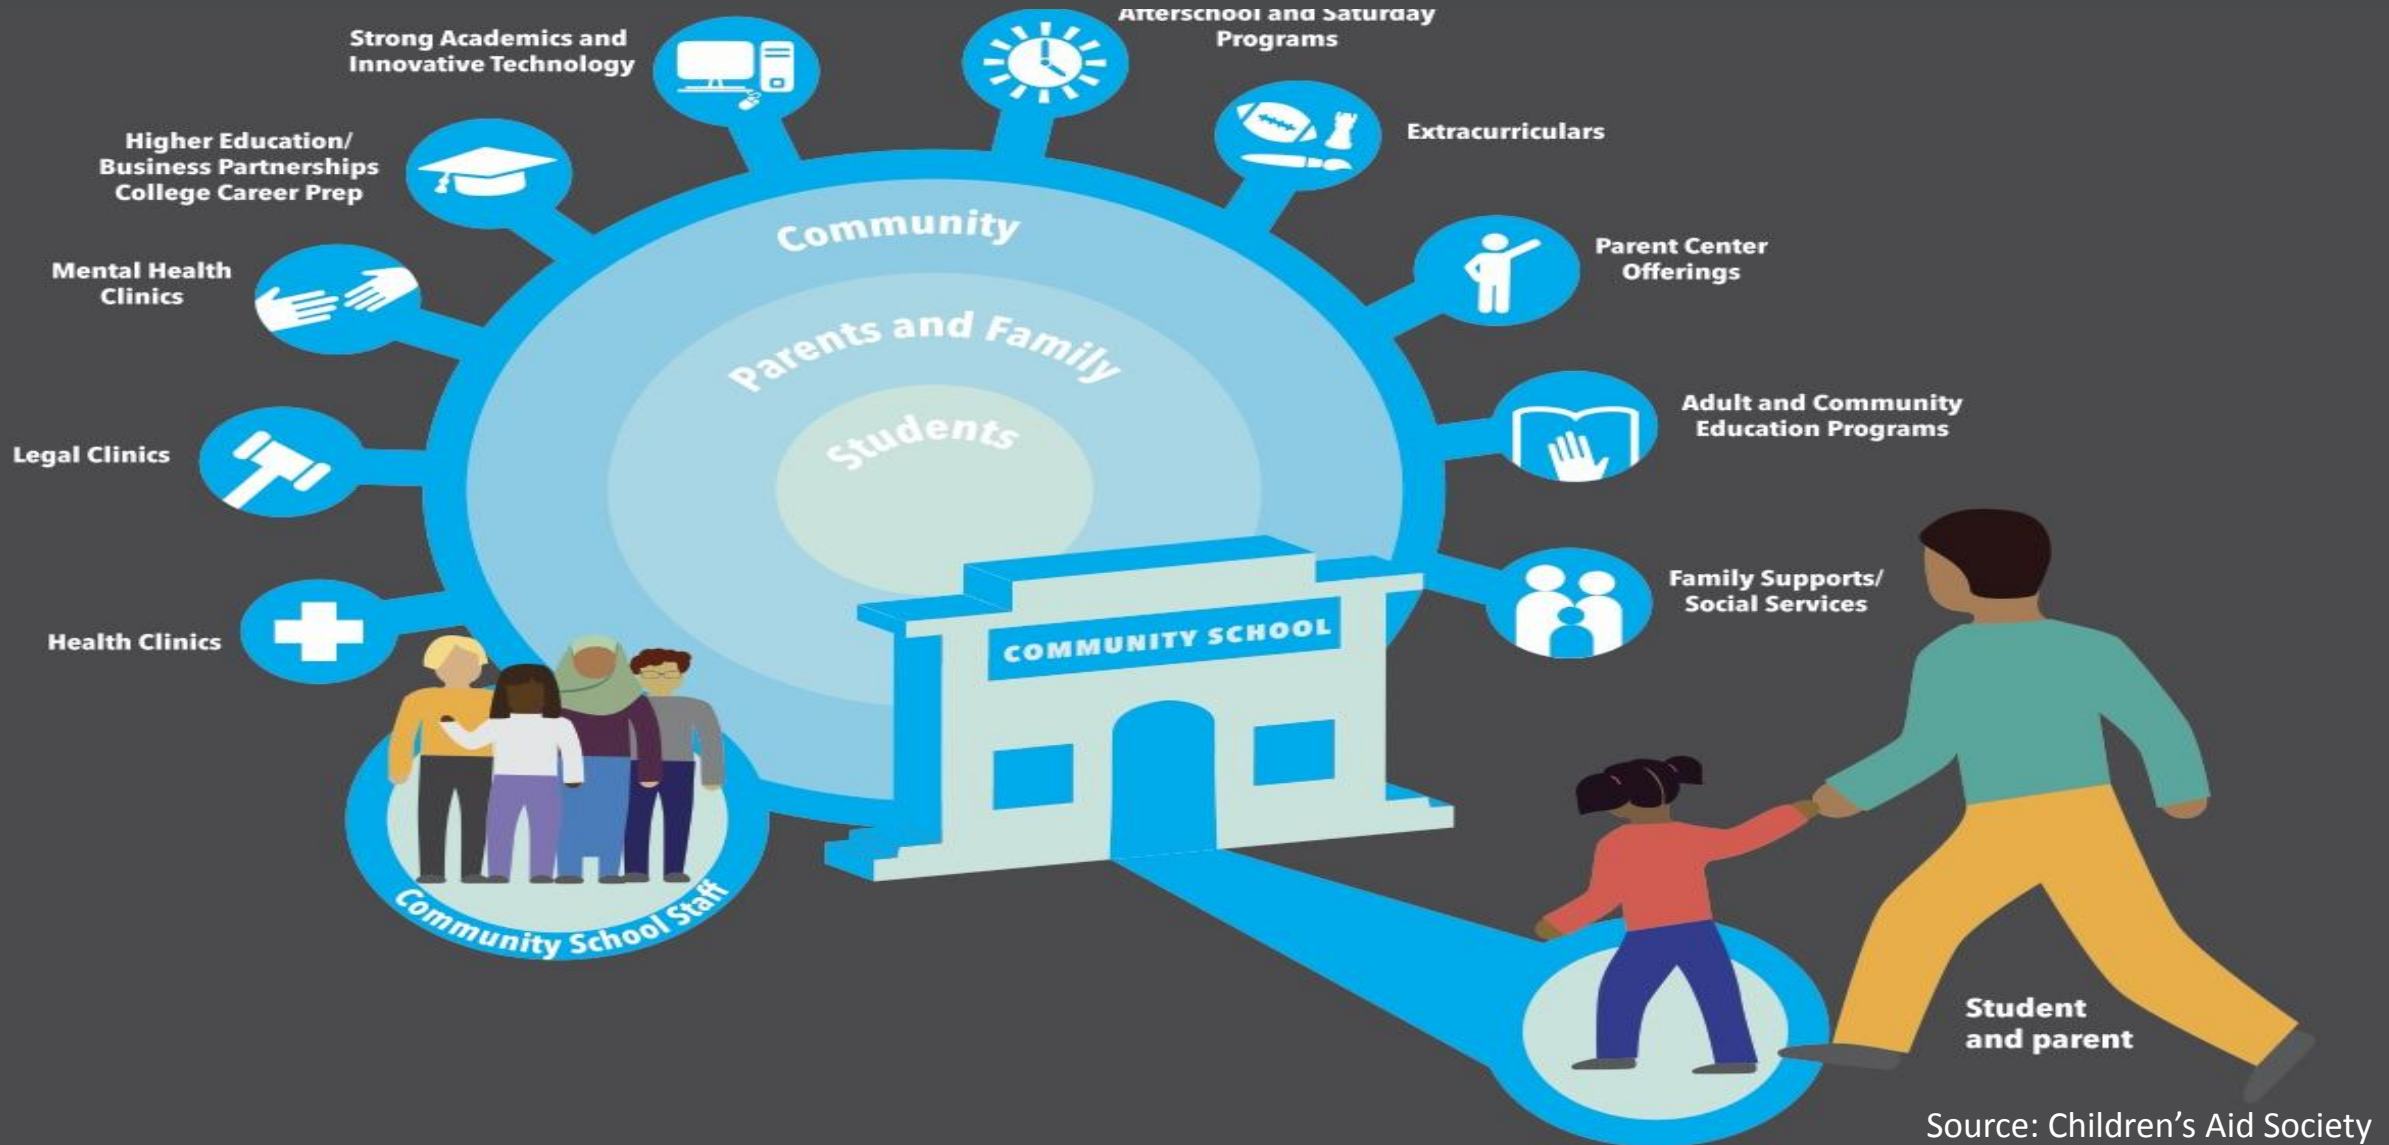 Afterschool and Saturday
Programs
Strong Academics and
Innovative Technology
Extracurriculars
Higher Education/
Business Partnerships
College Career Prep
Community
Parent Center
Offerings
Mental Health
Clinics
Parents and Family
Adult and Community
Education Programs
Students
Legal Clinics
Family Supports/
Social Services
COMMUNITY SCHOOL
Health Clinics
Community School Staff
Student
and parent
Source: Children’s Aid Society